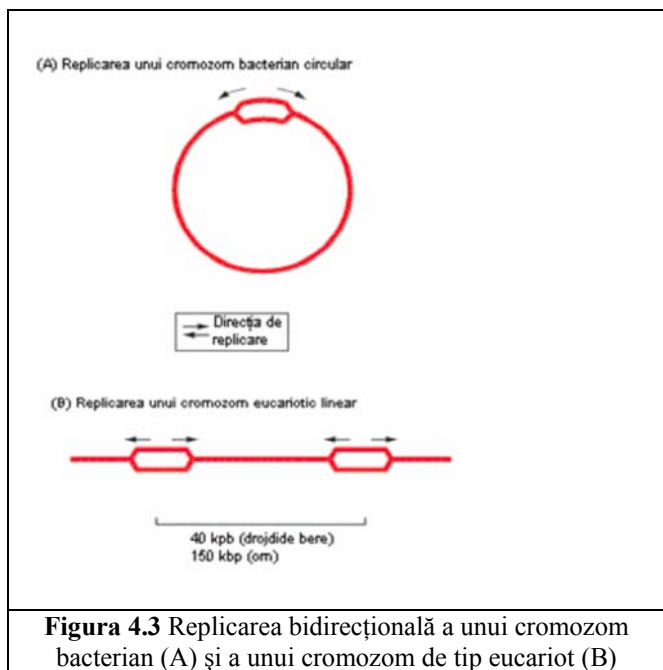 (A) Replicarea unui cromozom bacterian circular
Direcția de
replicare
(B) Replicarea unui cromozom eucariotic linear
40 kpb (drojdide bere)
150 kbp (om)
Figura 4.3 Replicarea bidirecțională a unui cromozom
bacterian (A) și a unui cromozom de tip eucariot (B)